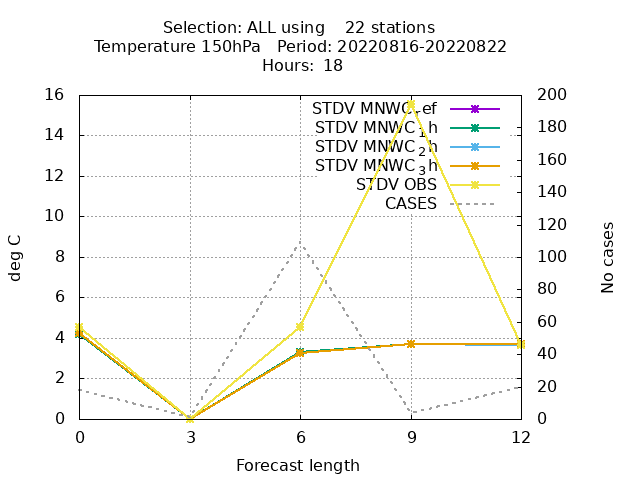 Selection: ALL using 22 stations
Temperature 150hPa Period: 20220816-20220822
Hours: 18
16
14
12
10
8
6
4
2
0
200
180
160
140
120
100
80
60
40
20
0
deg C
No cases
STDV MNWC_1h
STDV MNWC_2h
STDV MNWC_3h
STDV OBS
CASES
0 3 6 9 12
Forecast length